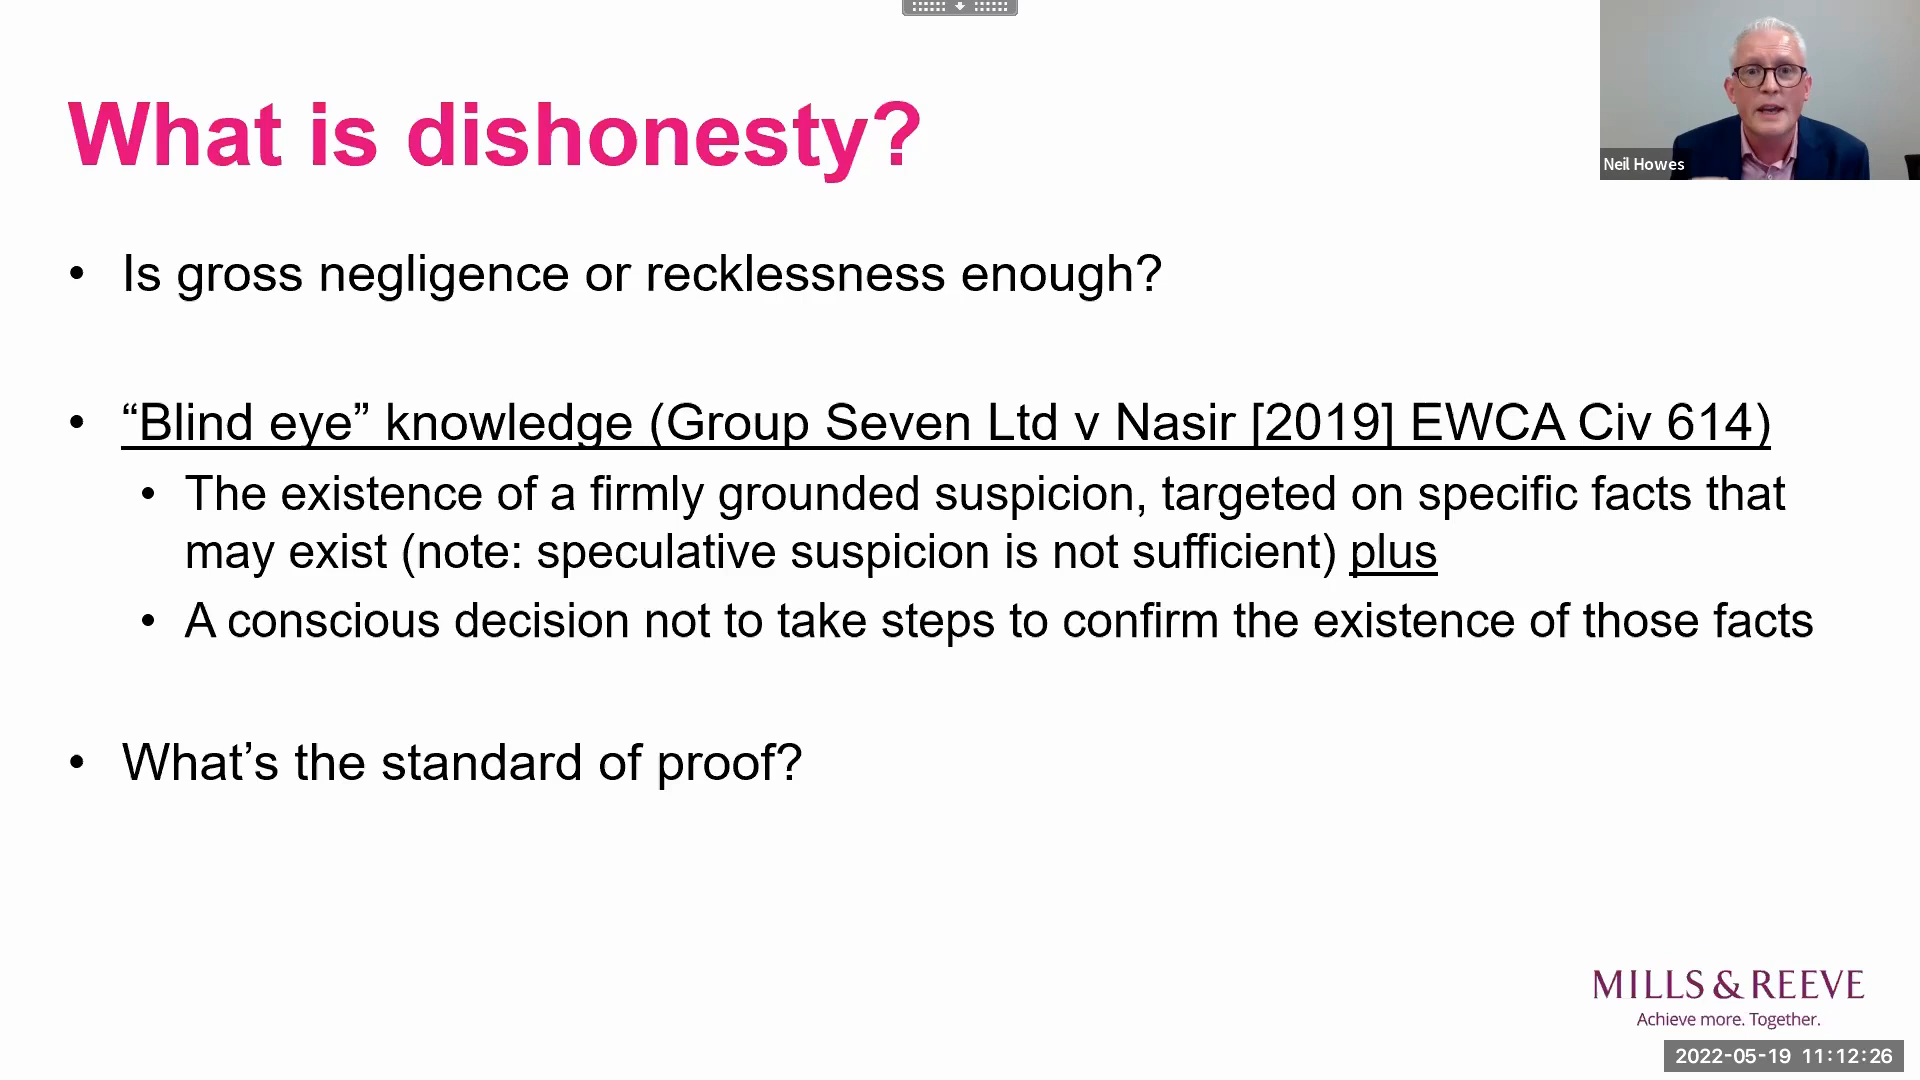 What is dishonesty?
Neil Howes
• Is gross negligence or recklessness enough?
• “Blind eye” knowledge (Group Seven Ltd v Nasir [2019] EWCA Civ 614)
• The existence of a firmly grounded suspicion, targeted on specific facts that
may exist (note: speculative suspicion is not sufficient) plus
• A conscious decision not to take steps to confirm the existence of those facts
• What’s the standard of proof?
MILLS & REEVE
Achieve more. Together.
2022-05-19 11:12:26